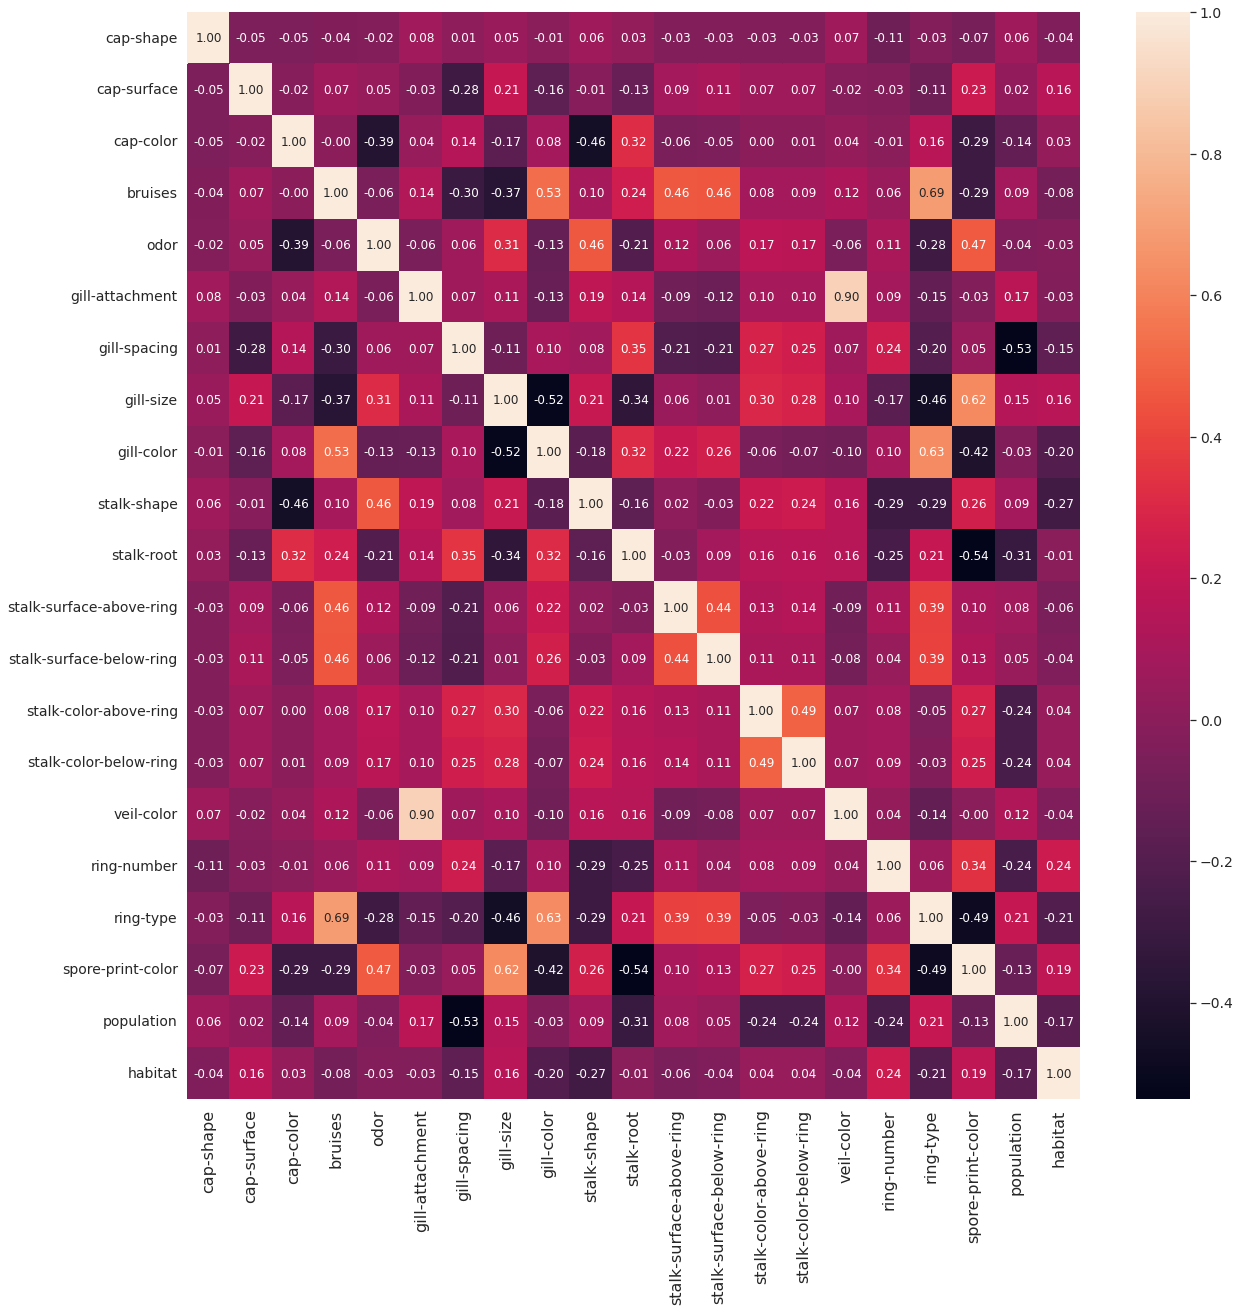 cap-shape 1.00 -0.05 -0.05 -0.04 -0.02 0.08 0.01 0.05 -0.01 0.06 0.03 -0.03 -0.03 -0.03 -0.03 0.07 -0.11 -0.03 -0.07 0.06 -0.04
cap-surface -0.05 1.00 -0.02 0.07 0.05 -0.03 -0.28 0.21 -0.16 -0.01 -0.13 0.09 0.11 0.07 0.07 -0.02 -0.03 -0.11 0.23 0.02 0.16
cap-color -0.05 -0.02 1.00 -0.00 -0.39 0.04 0.14 -0.17 0.08 -0.46 0.32 -0.06 -0.05 0.00 0.01 0.04 -0.01 0.16 -0.29 -0.14 0.03
bruises -0.04 0.07 -0.00 1.00 -0.06 0.14 -0.30 -0.37 0.53 0.10 0.24 0.46 0.46 0.08 0.09 0.12 0.06 0.69 -0.29 0.09 -0.08
odor -0.02 0.05 -0.39 -0.06 1.00 -0.06 0.06 0.31 -0.13 0.46 -0.21 0.12 0.06 0.17 0.17 -0.06 0.11 -0.28 0.47 -0.04 -0.03
gill-attachment 0.08 -0.03 0.04 0.14 -0.06 1.00 0.07 0.11 -0.13 0.19 0.14 -0.09 -0.12 0.10 0.10 0.90 0.09 -0.15 -0.03 0.17 -0.03
gill-spacing 0.01 -0.28 0.14 -0.30 0.06 0.07 1.00 -0.11 0.10 0.08 0.35 -0.21 -0.21 0.27 0.25 0.07 0.24 -0.20 0.05 -0.53 -0.15
gill-size 0.05 0.21 -0.17 -0.37 0.31 0.11 -0.11 1.00 -0.52 0.21 -0.34 0.06 0.01 0.30 0.28 0.10 -0.17 -0.46 0.62 0.15 0.16
gill-color -0.01 -0.16 0.08 0.53 -0.13 -0.13 0.10 -0.52 1.00 -0.18 0.32 0.22 0.26 -0.06 -0.07 -0.10 0.10 0.63 -0.42 -0.03 -0.20
stalk-shape 0.06 -0.01 -0.46 0.10 0.46 0.19 0.08 0.21 -0.18 1.00 -0.16 0.02 -0.03 0.22 0.24 0.16 -0.29 -0.29 0.26 0.09 -0.27
stalk-root 0.03 -0.13 0.32 0.24 -0.21 0.14 0.35 -0.34 0.32 -0.16 1.00 -0.03 0.09 0.16 0.16 0.16 -0.25 0.21 -0.54 -0.31 -0.01
stalk-surface-above-ring -0.03 0.09 -0.06 0.46 0.12 -0.09 -0.21 0.06 0.22 0.02 -0.03 1.00 0.44 0.13 0.14 -0.09 0.11 0.39 0.10 0.08 -0.06
stalk-surface-below-ring -0.03 0.11 -0.05 0.46 0.06 -0.12 -0.21 0.01 0.26 -0.03 0.09 0.44 1.00 0.11 0.11 -0.08 0.04 0.39 0.13 0.05 -0.04
stalk-color-above-ring -0.03 0.07 0.00 0.08 0.17 0.10 0.27 0.30 -0.06 0.22 0.16 0.13 0.11 1.00 0.49 0.07 0.08 -0.05 0.27 -0.24 0.04
stalk-color-below-ring -0.03 0.07 0.01 0.09 0.17 0.10 0.25 0.28 -0.07 0.24 0.16 0.14 0.11 0.49 1.00 0.07 0.09 -0.03 0.25 -0.24 0.04
veil-color 0.07 -0.02 0.04 0.12 -0.06 0.90 0.07 0.10 -0.10 0.16 0.16 -0.09 -0.08 0.07 0.07 1.00 0.04 -0.14 -0.00 0.12 -0.04
ring-number -0.11 -0.03 -0.01 0.06 0.11 0.09 0.24 -0.17 0.10 -0.29 -0.25 0.11 0.04 0.08 0.09 0.04 1.00 0.06 0.34 -0.24 0.24
ring-type -0.03 -0.11 0.16 0.69 -0.28 -0.15 -0.20 -0.46 0.63 -0.29 0.21 0.39 0.39 -0.05 -0.03 -0.14 0.06 1.00 -0.49 0.21 -0.21
spore-print-color -0.07 0.23 -0.29 -0.29 0.47 -0.03 0.05 0.62 -0.42 0.26 -0.54 0.10 0.13 0.27 0.25 -0.00 0.34 -0.49 1.00 -0.13 0.19
population 0.06 0.02 -0.14 0.09 -0.04 0.17 -0.53 0.15 -0.03 0.09 -0.31 0.08 0.05 -0.24 -0.24 0.12 -0.24 0.21 -0.13 1.00 -0.17
habitat -0.04 0.16 0.03 -0.08 -0.03 -0.03 -0.15 0.16 -0.20 -0.27 -0.01 -0.06 -0.04 0.04 0.04 -0.04 0.24 -0.21 0.19 -0.17 1.00
cap-shape
cap-surface
cap-color
bruises
odor
gill-attachment
gill-spacing
gill-size
gill-color
stalk-shape
stalk-root
stalk-surface-above-ring
stalk-surface-below-ring
stalk-color-above-ring
stalk-color-below-ring
veil-color
ring-number
ring-type
spore-print-color
population
habitat
1.0
0.8
0.6
0.4
0.2
0.0
-0.2
-0.4